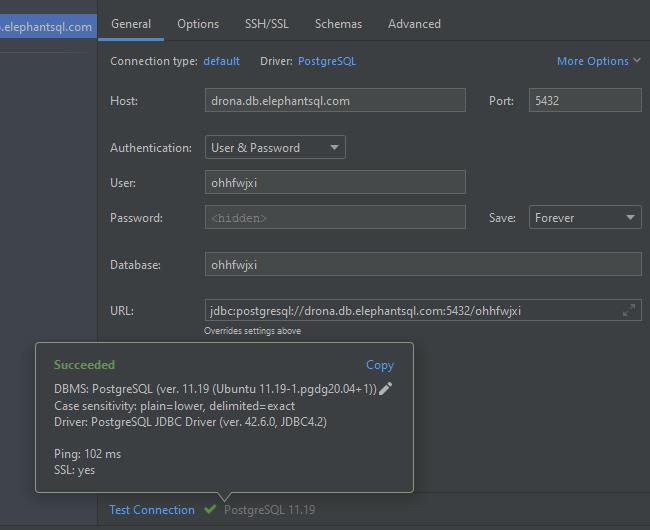 b.elephantsql.com
General Options SSH/SSL Schemas Advanced
Connection type: default Driver: PostgreSQL More Options
Host: drona.db.elephantsql.com Port: 5432
Authentication: User & Password
User: ohhfwjxi
Password: <hidden> Save: Forever
Database: ohhfwjxi
URL: jdbc:postgresql://drona.db.elephantsql.com:5432/ohhfwjxi
Overrides settings above
Succeeded Copy
DBMS: PostgreSQL (ver. 11.19 (Ubuntu 11.19-1.pgdg20.04+1))
Case sensitivity: plain=lower, delimited=exact
Driver: PostgreSQL JDBC Driver (ver. 42.6.0, JDBC4.2)
Ping: 102 ms
SSL: yes
Test Connection PostgreSQL 11.19